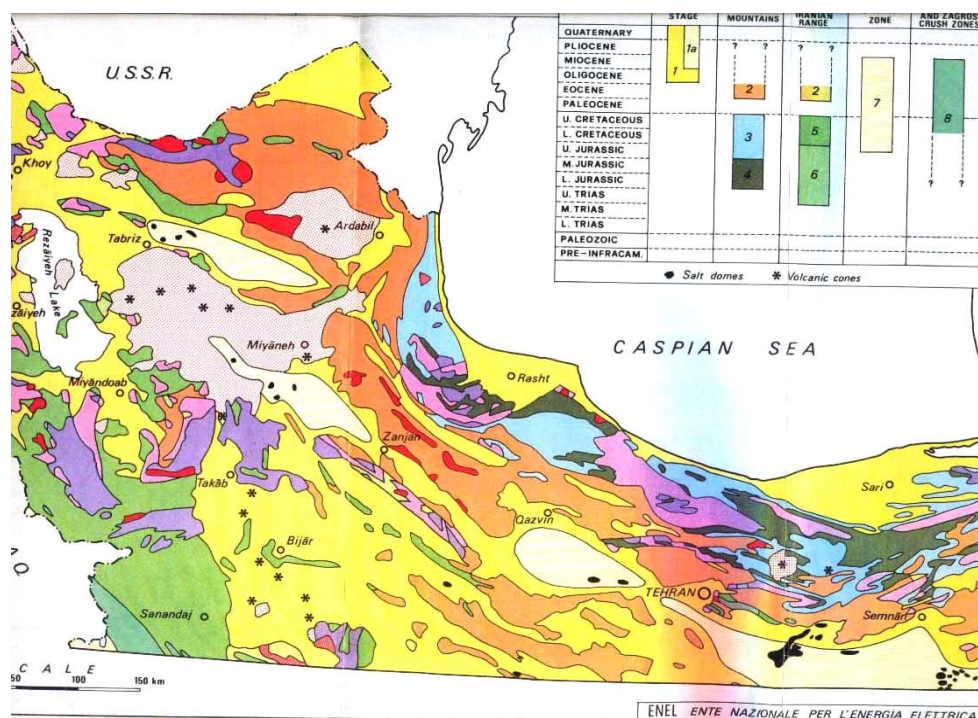 STAGE
MOUNTAINS
IRANIAN RANGE
ZONE
AND ZAGROS CRUSH ZONES
QUATERNARY
PLIOCENE
MIOCENE
OLIGOCENE
EOCENE
PALEOCENE
U. CRETACEOUS
L. CRETACEOUS
U. JURASSIC
M. JURASSIC
L. JURASSIC
U. TRIAS
M. TRIAS
L. TRIAS
PALEOZOIC
PRE-INFRACAM.
1a
1
? ?
? ?
2
2
3
4
5
6
7
8
? ?
Salt domes
Volcanic cones
U.S.S.R.
Khoy
Ardabil
Tabriz
Rezāiyeh Lake
zāiyeh
Miyāneh
CASPIAN SEA
Rasht
Miyāndoab
Zanjan
Takāb
Sari
Qazvin
Bijār
TEHRAN
Sanandaj
Semnān
A Q.
C A L E
50 100 150 km
ENEL ENTE NAZIONALE PER L'ENERGIA ELETTRICA